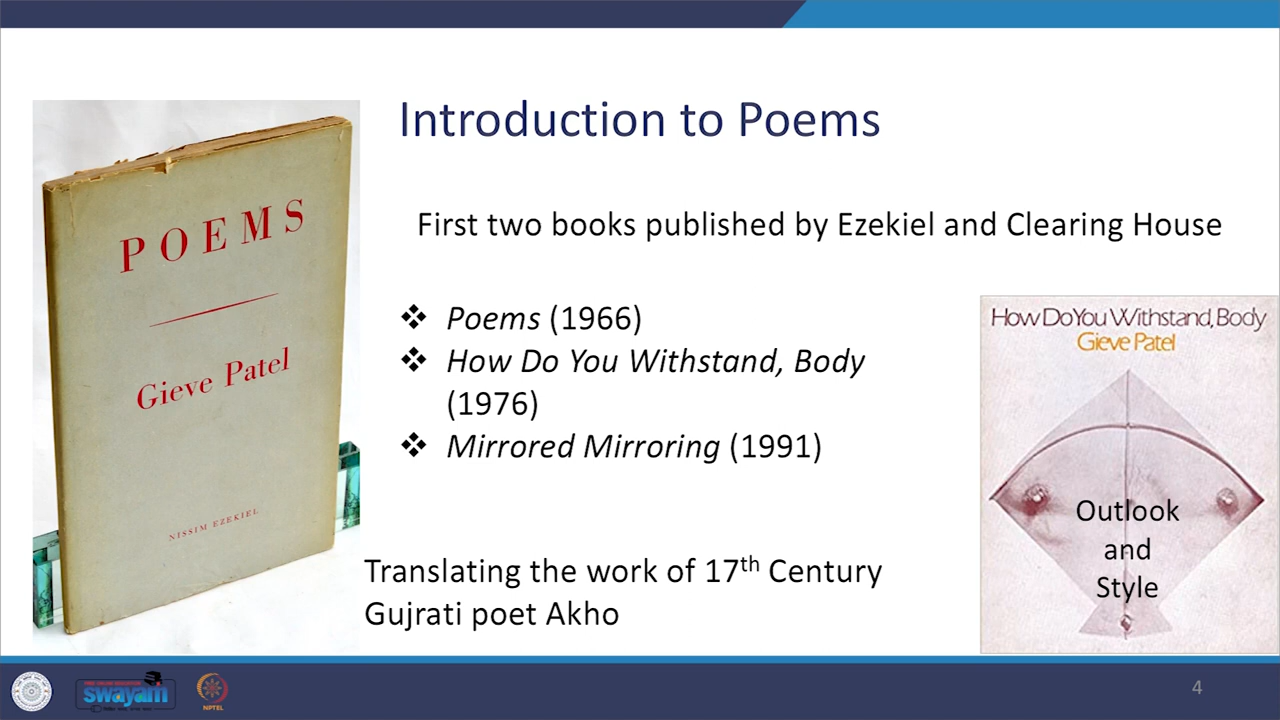 Introduction to Poems
POEMS
Gieve Patel
NISSIM EZEKIEL
First two books published by Ezekiel and Clearing House
❖ Poems (1966)
❖ How Do You Withstand, Body
(1976)
❖ Mirrored Mirroring (1991)
How Do You Withstand, Body
Gieve Patel
Outlook
and
Style
Translating the work of 17th Century
Gujrati poet Akho
swayam
NPTEL
4